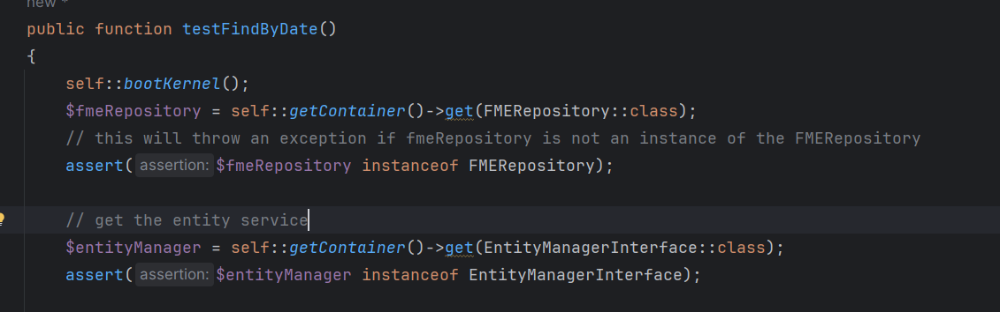 new *
public function testFindByDate()
{
self::bootKernel();
$fmeRepository = self::getContainer()->get(FMERepository::class);
// this will throw an exception if fmeRepository is not an instance of the FMERepository
assert( assertion: $fmeRepository instanceof FMERepository);
// get the entity service
$entityManager = self::getContainer()->get(EntityManagerInterface::class);
assert( assertion: $entityManager instanceof EntityManagerInterface);